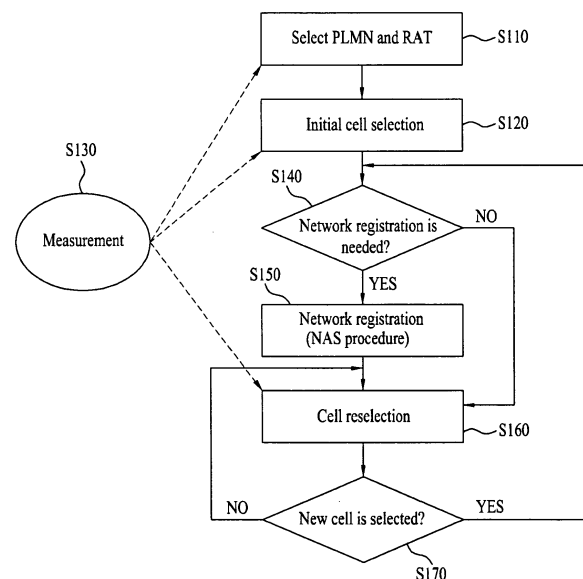 Select PLMN and RAT
S110
Initial cell selection
S120
S130
Measurement
S140
Network registration is
needed?
NO
YES
S150
Network registration
(NAS procedure)
Cell reselection
S160
NO
New cell is selected?
YES
S170